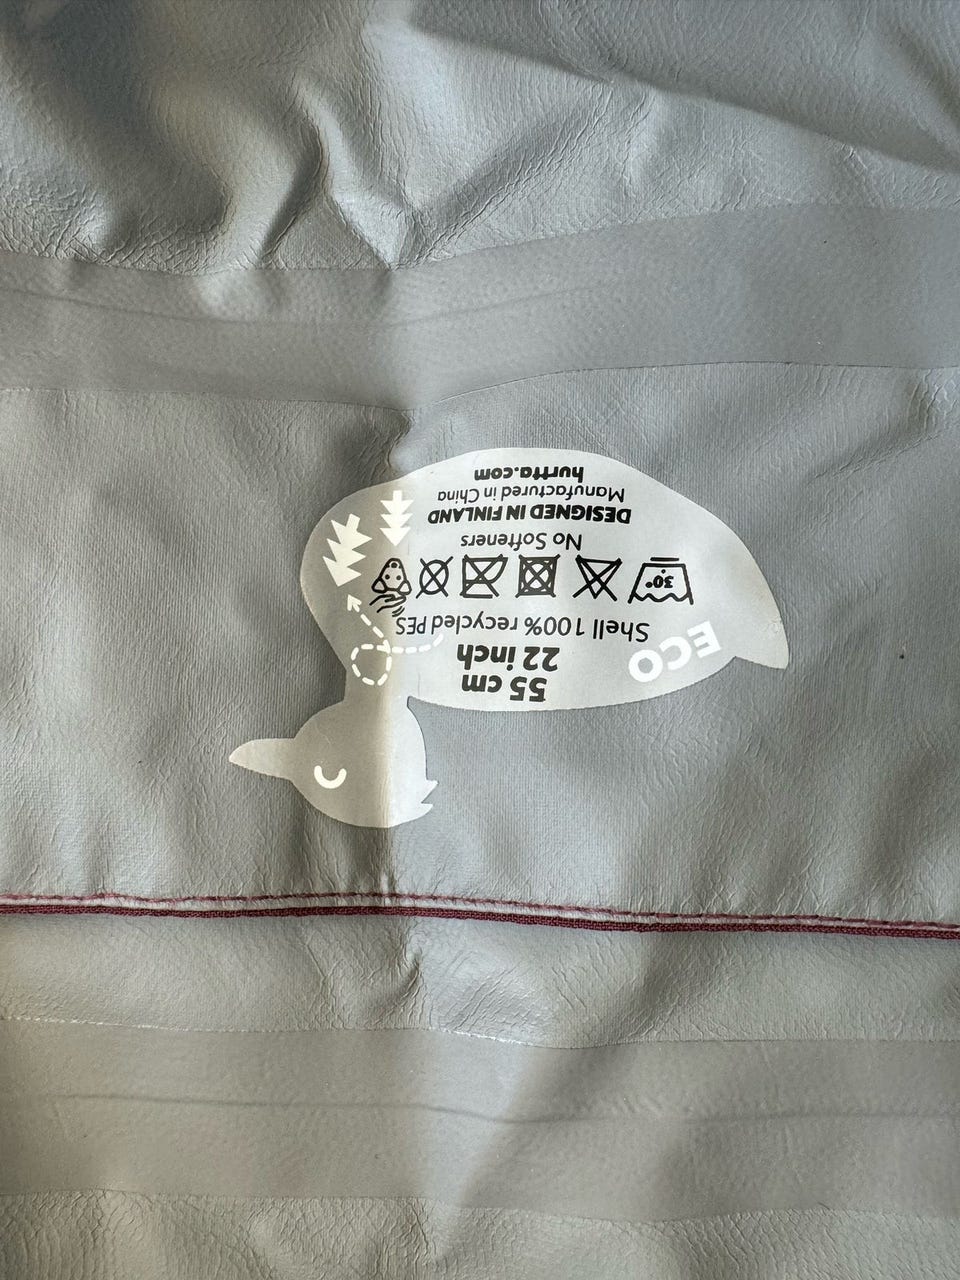 ECO
55 cm
22 inch
Shell 100% recycled PES
30°
No Softeners
DESIGNED IN FINLAND
Manufactured in China
hurtta.com